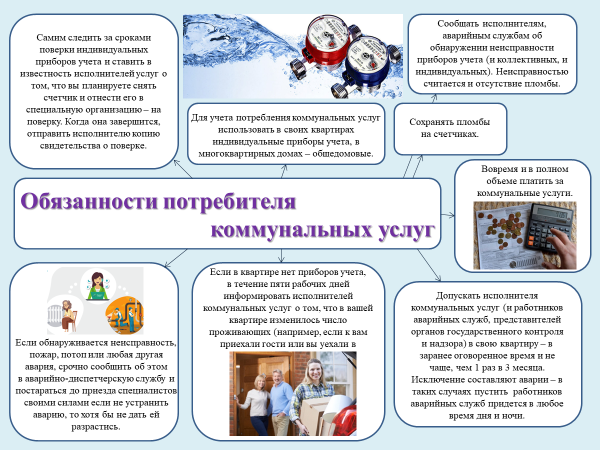 Самим следить за сроками
поверки индивидуальных
приборов учета и ставить в
известность исполнителей услуг о
том, что вы планируете снять
счетчик и отнести его в
специальную организацию – на
поверку. Когда она завершится,
отправить исполнителю копию
свидетельства о поверке.
Для учета потребления коммунальных услуг
использовать в своих квартирах
индивидуальные приборы учета, в
многоквартирных домах – общедомовые.
Сообщать исполнителям,
аварийным службам об
обнаружении неисправности
приборов учета (и коллективных, и
индивидуальных). Неисправностью
считается и отсутствие пломбы.
Сохранять пломбы
на счетчиках.
Вовремя и в полном
объеме платить за
коммунальные услуги.
Обязанности потребителя
коммунальных услуг
Если обнаруживается неисправность,
пожар, потоп или любая другая
авария, срочно сообщить об этом
в аварийно-диспетчерскую службу и
постараться до приезда специалистов
своими силами если не устранить
аварию, то хотя бы не дать ей
разрастись.
Если в квартире нет приборов учета,
в течение пяти рабочих дней
информировать исполнителей
коммунальных услуг о том, что в вашей
квартире изменилось число
проживающих (например, если к вам
приехали гости или вы уехали в
Допускать исполнителя
коммунальных услуг (и работников
аварийных служб, представителей
органов государственного контроля
и надзора) в свою квартиру – в
заранее оговоренное время и не
чаще, чем 1 раз в 3 месяца.
Исключение составляют аварии – в
таких случаях пустить работников
аварийных служб придется в любое
время дня и ночи.